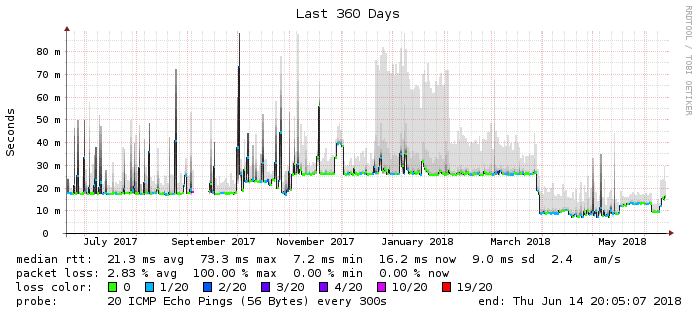 Last 360 Days
RRDTOOL / TOBI OETIKER
Seconds
80 m
70 m
60 m
50 m
40 m
30 m
20 m
10 m
0
July 2017 September 2017 November 2017 January 2018 March 2018 May 2018
median rtt: 21.3 ms avg 73.3 ms max 7.2 ms min 16.2 ms now 9.0 ms sd 2.4 am/s
packet loss: 2.83 % avg 100.00 % max 0.00 % min 0.00 % now
loss color: 0 1/20 2/20 3/20 4/20 10/20 19/20
probe: 20 ICMP Echo Pings (56 Bytes) every 300s end: Thu Jun 14 20:05:07 2018